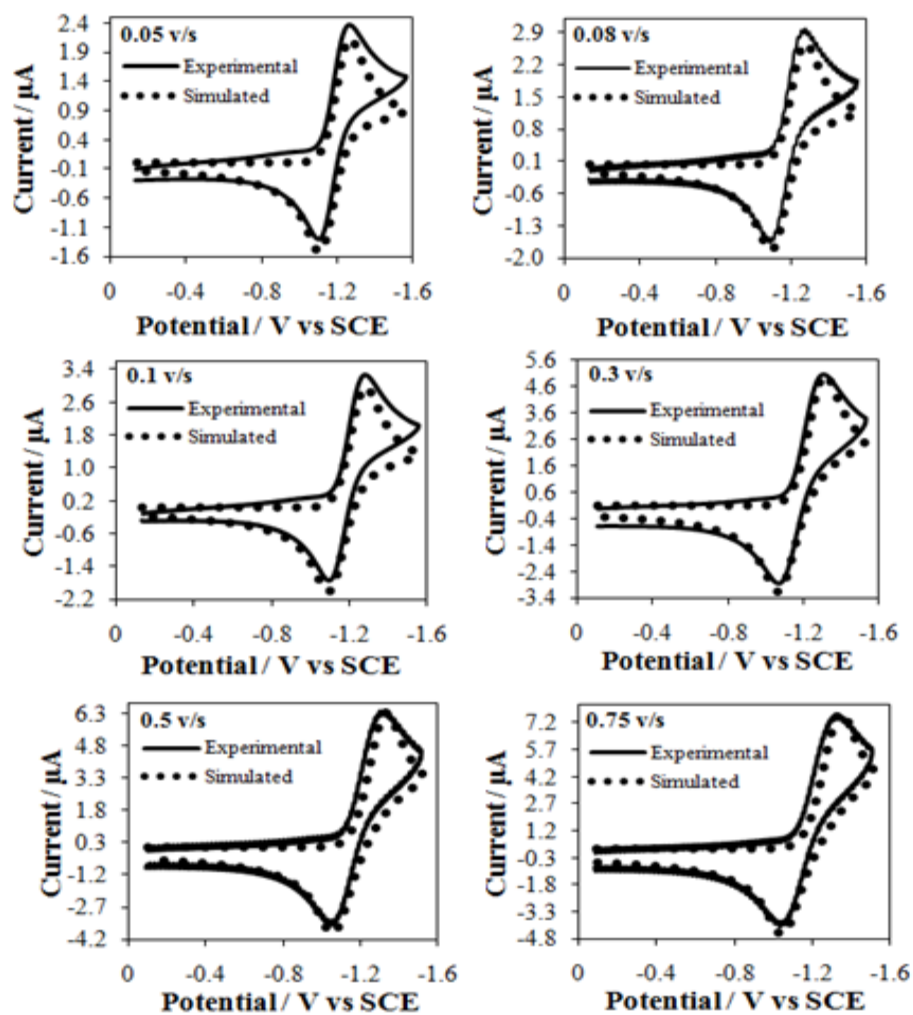 0.05 v/s
Experimental
Simulated
2.4
1.9
1.4
0.9
0.4
-0.1
-0.6
-1.1
-1.6
0 -0.4 -0.8 -1.2 -1.6
Current / µA
Potential / V vs SCE
0.08 v/s
Experimental
Simulated
2.9
2.2
1.5
0.8
0.1
-0.6
-1.3
-2.0
0 -0.4 -0.8 -1.2 -1.6
Current / µA
Potential / V vs SCE
0.1 v/s
Experimental
Simulated
3.4
2.6
1.8
1.0
0.2
-0.6
-1.4
-2.2
0 -0.4 -0.8 -1.2 -1.6
Current / µA
Potential / V vs SCE
0.3 v/s
Experimental
Simulated
5.6
4.6
3.6
2.6
1.6
0.6
-0.4
-1.4
-2.4
-3.4
0 -0.4 -0.8 -1.2 -1.6
Current / µA
Potential / V vs SCE
0.5 v/s
Experimental
Simulated
6.3
4.8
3.3
1.8
0.3
-1.2
-2.7
-4.2
0 -0.4 -0.8 -1.2 -1.6
Current / µA
Potential / V vs SCE
0.75 v/s
Experimental
Simulated
7.2
5.7
4.2
2.7
1.2
-0.3
-1.8
-3.3
-4.8
0 -0.4 -0.8 -1.2 -1.6
Current / µA
Potential / V vs SCE